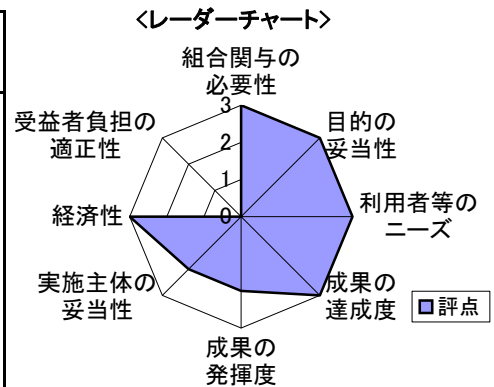 <レーダーチャート>
組合関与の
必要性
目的の
妥当性
利用者等の
ニーズ
成果の
達成度
成果の
発揮度
実施主体の
妥当性
経済性
受益者負担の
適正性
3
2
1
0
評点